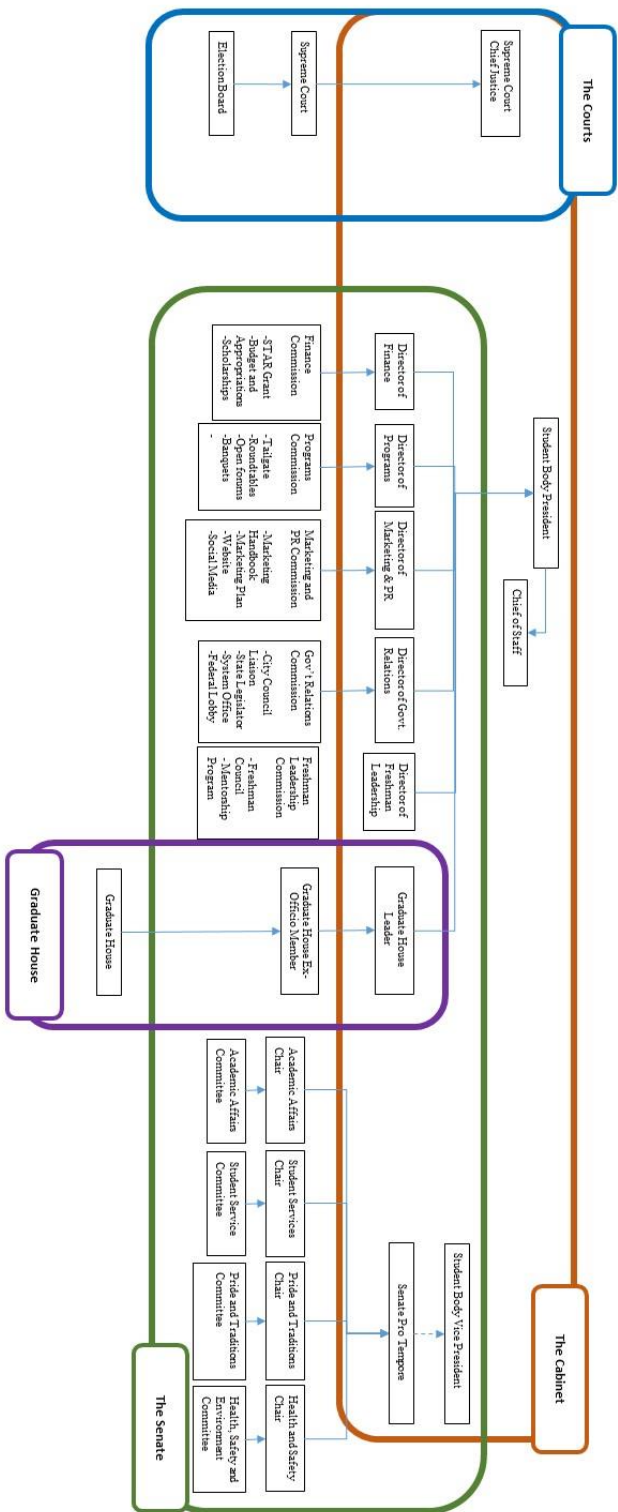 The Courts
The Cabinet
Student Body President
Chief of Staff
Supreme Court
Chief Justice
Student Body Vice President
Senate Pro Tempore
Director of
Finance
Director of
Programs
Director of
Marketing & PR
Director of Govt.
Relations
Director of
Freshman
Leadership
Graduate House
Leader
Supreme Court
Graduate House Ex-
Officio Member
Academic Affairs
Chair
Student Services
Chair
Pride and Traditions
Chair
Health and Safety
Chair
Election Board
Finance
Commission
-STAR Grant
-Budget and
Appropriations
-Scholarships
Programs
Commission
-Tailgate
-Roundtables
-Open forums
-Banquets
-
Marketing and
PR Commission
-Marketing
Handbook
-Marketing Plan
-Website
-Social Media
Gov't Relations
Commission
-City Council
Liaison
-State Legislator
-System Office
-Federal Lobby
Freshman
Leadership
Commission
-Freshman
Council
-Mentorship
Program
Academic Affairs
Committee
Student Service
Committee
Pride and Traditions
Committee
Health, Safety and
Environment
Committee
Graduate House
Graduate House
The Senate